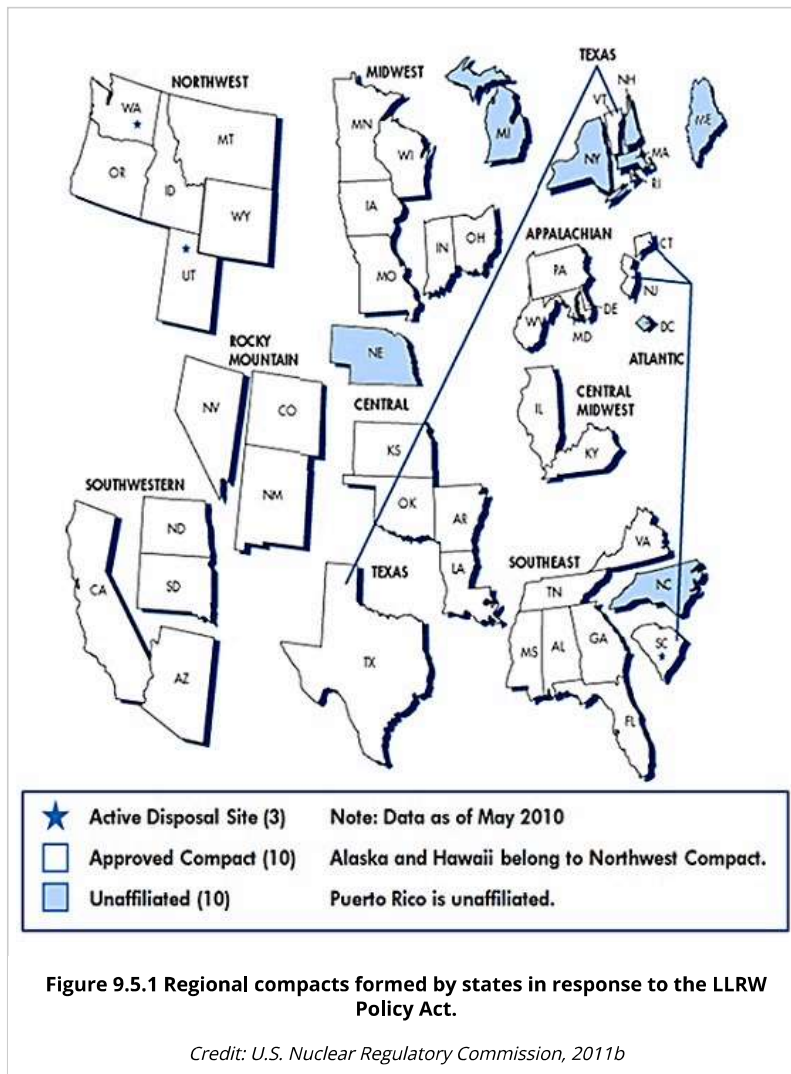 NORTHWEST
WA
MT
OR
ID
WY
UT
MIDWEST
MN
WI
IA
MO
IN
OH
MI
TEXAS
NH
VT
NY
MA
RI
ME
APPALACHIAN
PA
WV
MD
DE
CT
NJ
DC
ATLANTIC
ROCKY
MOUNTAIN
NV
CO
NM
NE
CENTRAL
KS
OK
AR
LA
CENTRAL
MIDWEST
IL
KY
SOUTHWESTERN
CA
ND
SD
AZ
TEXAS
TX
SOUTHEAST
VA
TN
NC
SC
MS
AL
GA
FL
Active Disposal Site (3) Note: Data as of May 2010
Approved Compact (10) Alaska and Hawaii belong to Northwest Compact.
Unaffiliated (10) Puerto Rico is unaffiliated.
Figure 9.5.1 Regional compacts formed by states in response to the LLRW
Policy Act.
Credit: U.S. Nuclear Regulatory Commission, 2011b